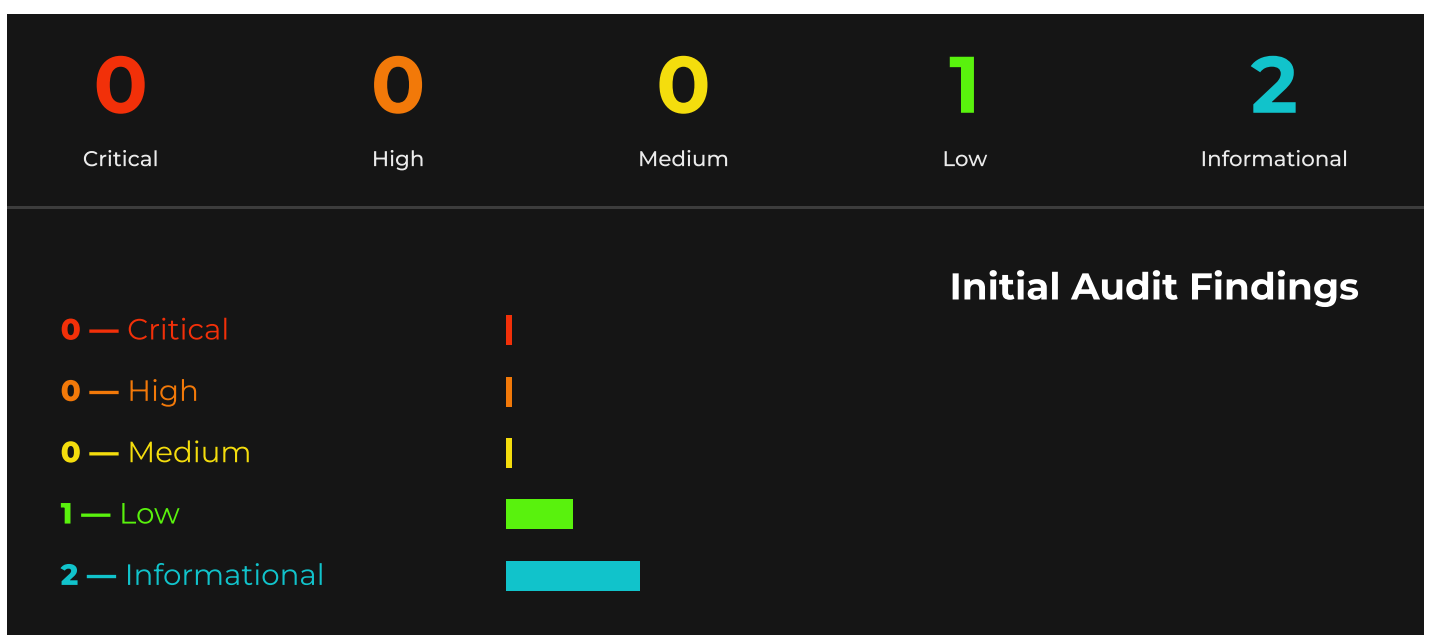 0 0 0 1 2
Critical High Medium Low Informational
Initial Audit Findings
0 — Critical
0 — High
0 — Medium
1 — Low
2 — Informational